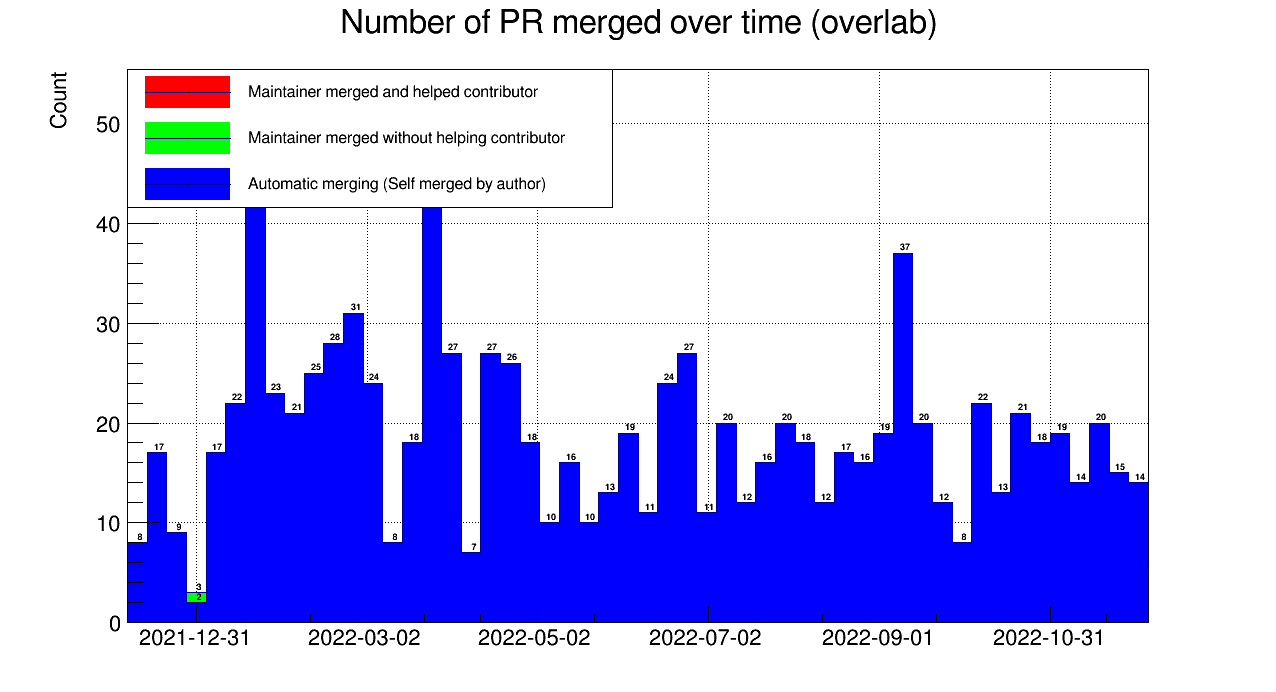 Number of PR merged over time (overlab)
Count
Maintainer merged and helped contributor
Maintainer merged without helping contributor
Automatic merging (Self merged by author)
50
40
30
20
10
0
8 17 9 3 2 17 22 23 21 25 28 31 24 8 18 27 7 27 26 18 10 16 10 13 19 11 24 27 11 20 12 16 20 18 12 17 16 19 37 20 12 8 22 13 21 18 19 14 20 15 14
2021-12-31 2022-03-02 2022-05-02 2022-07-02 2022-09-01 2022-10-31